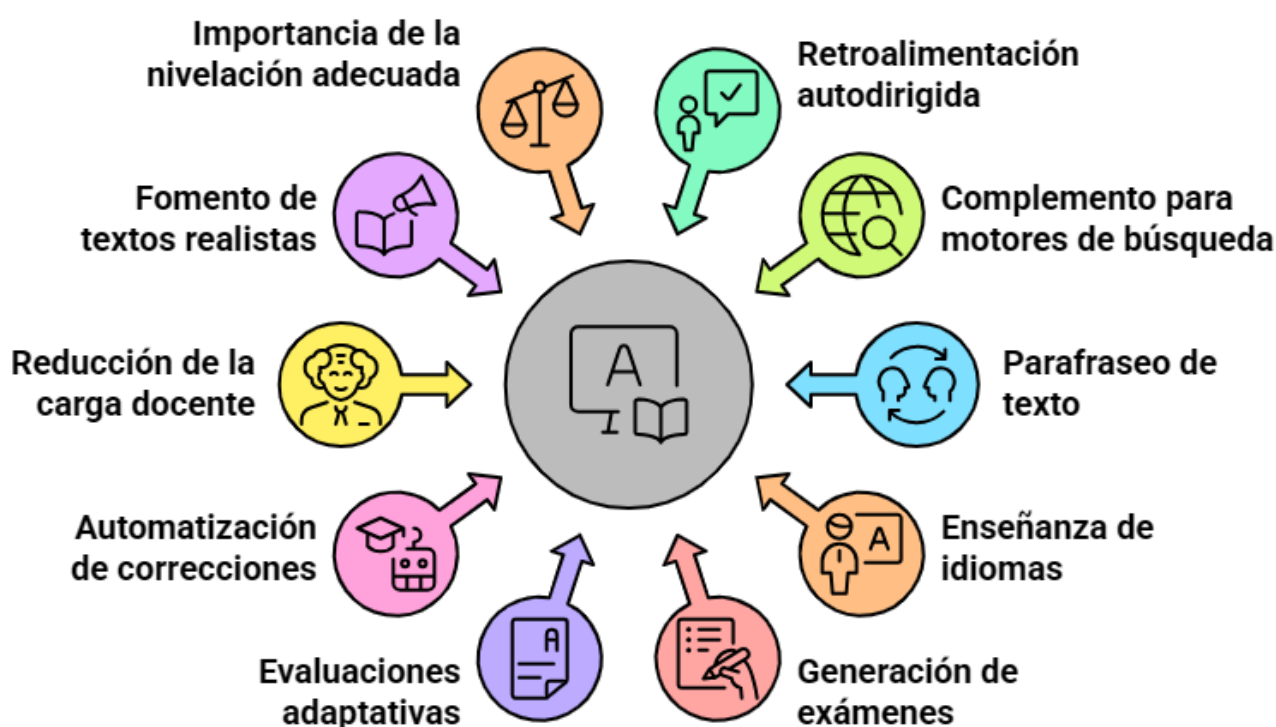 Importancia de la
nivelación adecuada
Retroalimentación
autodirigida
Fomento de
textos realistas
Complemento para
motores de búsqueda
Reducción de la
carga docente
A
Parafraseo de
texto
Automatización
de correcciones
Enseñanza de
idiomas
A
Evaluaciones
adaptativas
A
Generación de
exámenes